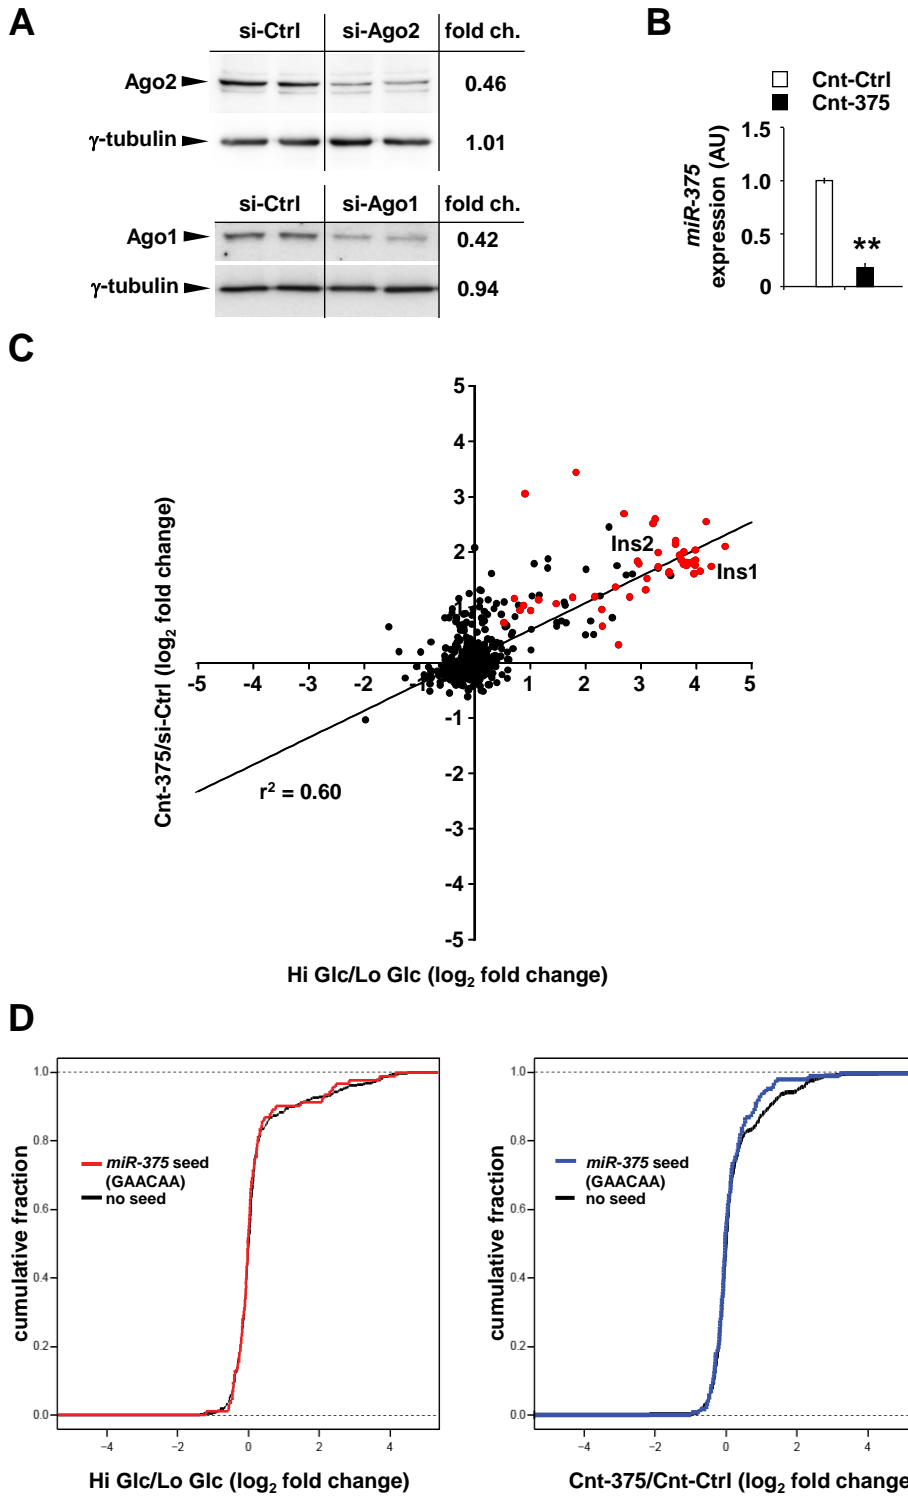 A
si-Ctrl si-Ago2 fold ch.
Ago2 0.46
γ-tubulin 1.01
si-Ctrl si-Ago1 fold ch.
Ago1 0.42
γ-tubulin 0.94
B
Cnt-Ctrl
Cnt-375
miR-375
expression (AU)
1.5
1.0
0.5
0
**
C
Cnt-375/si-Ctrl (log2 fold change)
5
4
3
2
1
-5 -4 -3 -2 -1 1 2 3 4 5
-1
-2
-3
-4
-5
Ins2
Ins1
r² = 0.60
Hi Glc/Lo Glc (log2 fold change)
D
cumulative fraction
1.0
0.8
0.6
0.4
0.2
0.0
miR-375 seed
(GAACAA)
no seed
−4 −2 0 2 4
Hi Glc/Lo Glc (log2 fold change)
cumulative fraction
1.0
0.8
0.6
0.4
0.2
0.0
miR-375 seed
(GAACAA)
no seed
−4 −2 0 2 4
Cnt-375/Cnt-Ctrl (log2 fold change